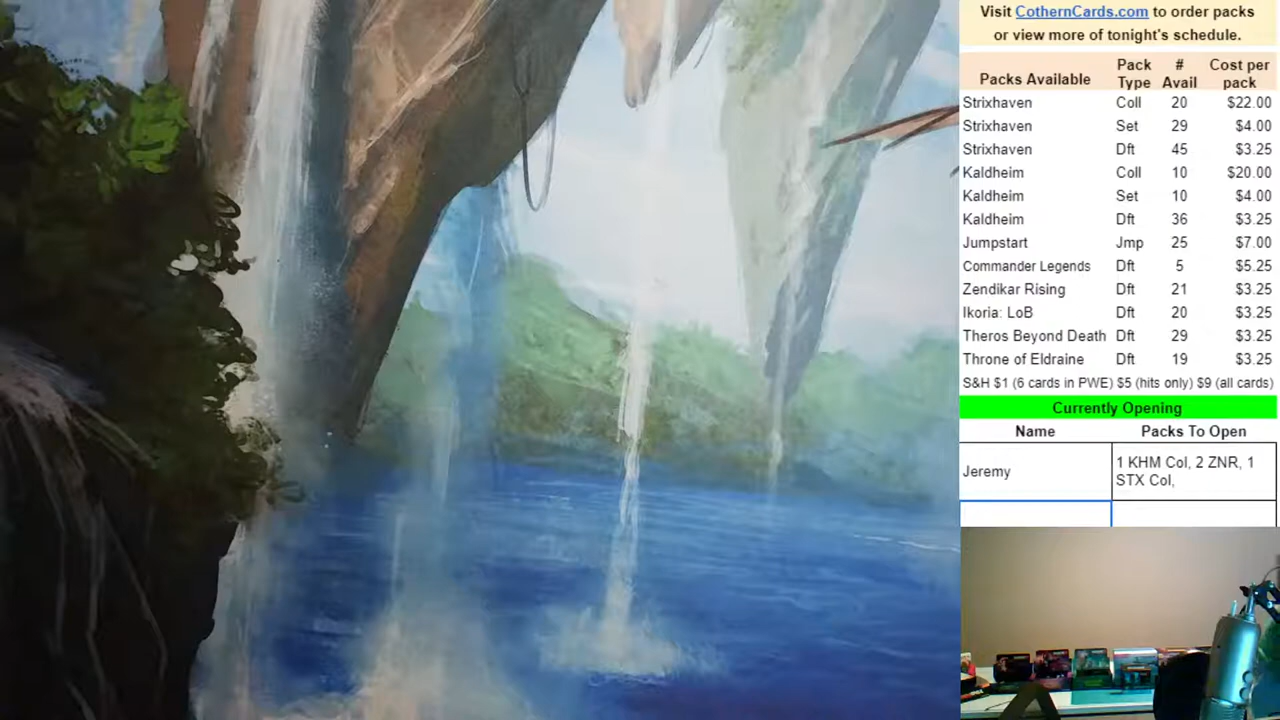 Visit CothernCards.com to order packs
or view more of tonight's schedule.
Packs Available Pack Type # Avail Cost per pack
Strixhaven Coll 20 $22.00
Strixhaven Set 29 $4.00
Strixhaven Dft 45 $3.25
Kaldheim Coll 10 $20.00
Kaldheim Set 10 $4.00
Kaldheim Dft 36 $3.25
Jumpstart Jmp 25 $7.00
Commander Legends Dft 5 $5.25
Zendikar Rising Dft 21 $3.25
Ikoria: LoB Dft 20 $3.25
Theros Beyond Death Dft 29 $3.25
Throne of Eldraine Dft 19 $3.25
S&H $1 (6 cards in PWE) $5 (hits only) $9 (all cards)
Currently Opening
Name Packs To Open
Jeremy 1 KHM Col, 2 ZNR, 1
STX Col,